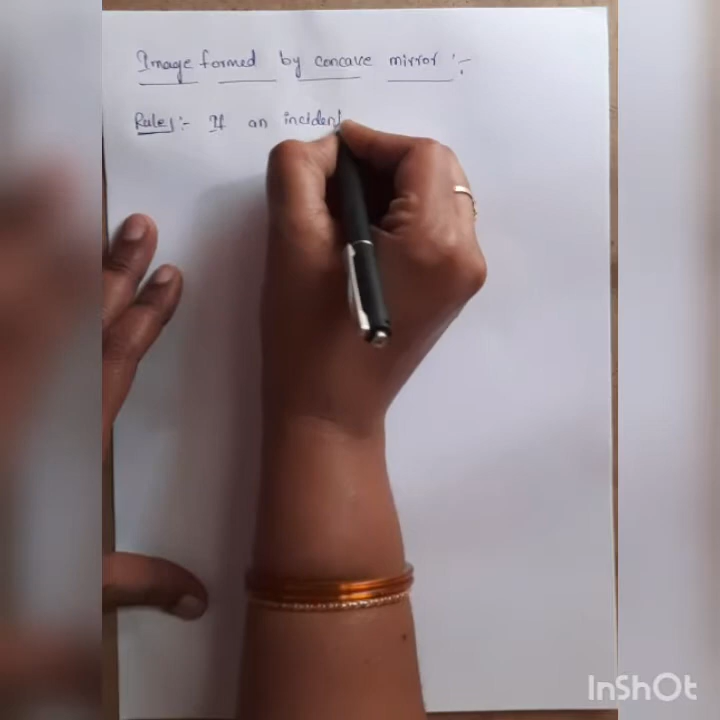 Image formed by concave mirror :-
Rules :- If an incident
InShOt